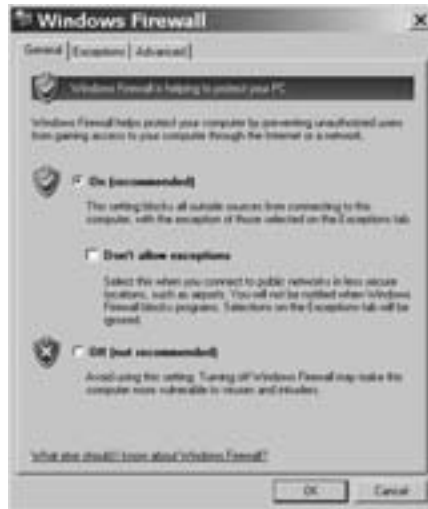 Windows Firewall
General Exceptions Advanced
Windows Firewall is helping to protect your PC
Windows Firewall helps protect your computer by preventing unauthorized users
from gaining access to your computer through the Internet or a network.
On (recommended)
This setting blocks all outside sources from connecting to this
computer, with the exception of those selected on the Exceptions tab.
Don't allow exceptions
Select this when you connect to public networks in less secure
locations, such as airports. You will not be notified when Windows
Firewall blocks programs. Selections on the Exceptions tab will be
ignored.
Off (not recommended)
Avoid using this setting. Turning off Windows Firewall may make this
computer more vulnerable to viruses and intruders.
What else should I know about Windows Firewall?
OK Cancel